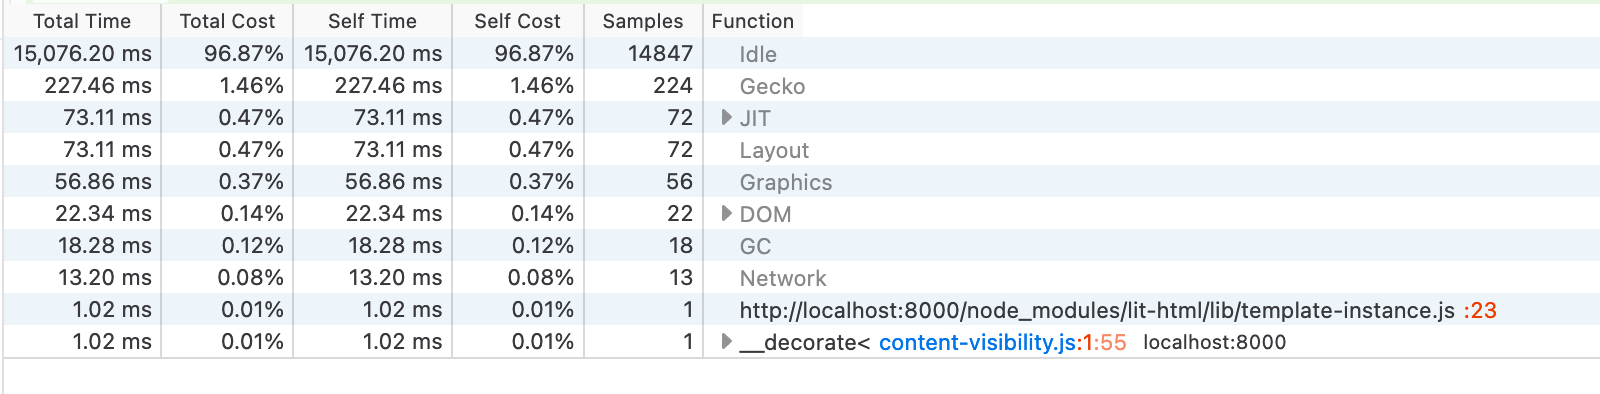 Total Time Total Cost Self Time Self Cost Samples Function
15,076.20 ms 96.87% 15,076.20 ms 96.87% 14847 Idle
227.46 ms 1.46% 227.46 ms 1.46% 224 Gecko
73.11 ms 0.47% 73.11 ms 0.47% 72 JIT
73.11 ms 0.47% 73.11 ms 0.47% 72 Layout
56.86 ms 0.37% 56.86 ms 0.37% 56 Graphics
22.34 ms 0.14% 22.34 ms 0.14% 22 DOM
18.28 ms 0.12% 18.28 ms 0.12% 18 GC
13.20 ms 0.08% 13.20 ms 0.08% 13 Network
1.02 ms 0.01% 1.02 ms 0.01% 1 http://localhost:8000/node_modules/lit-html/lib/template-instance.js :23
1.02 ms 0.01% 1.02 ms 0.01% 1 __decorate< content-visibility.js:1:55 localhost:8000